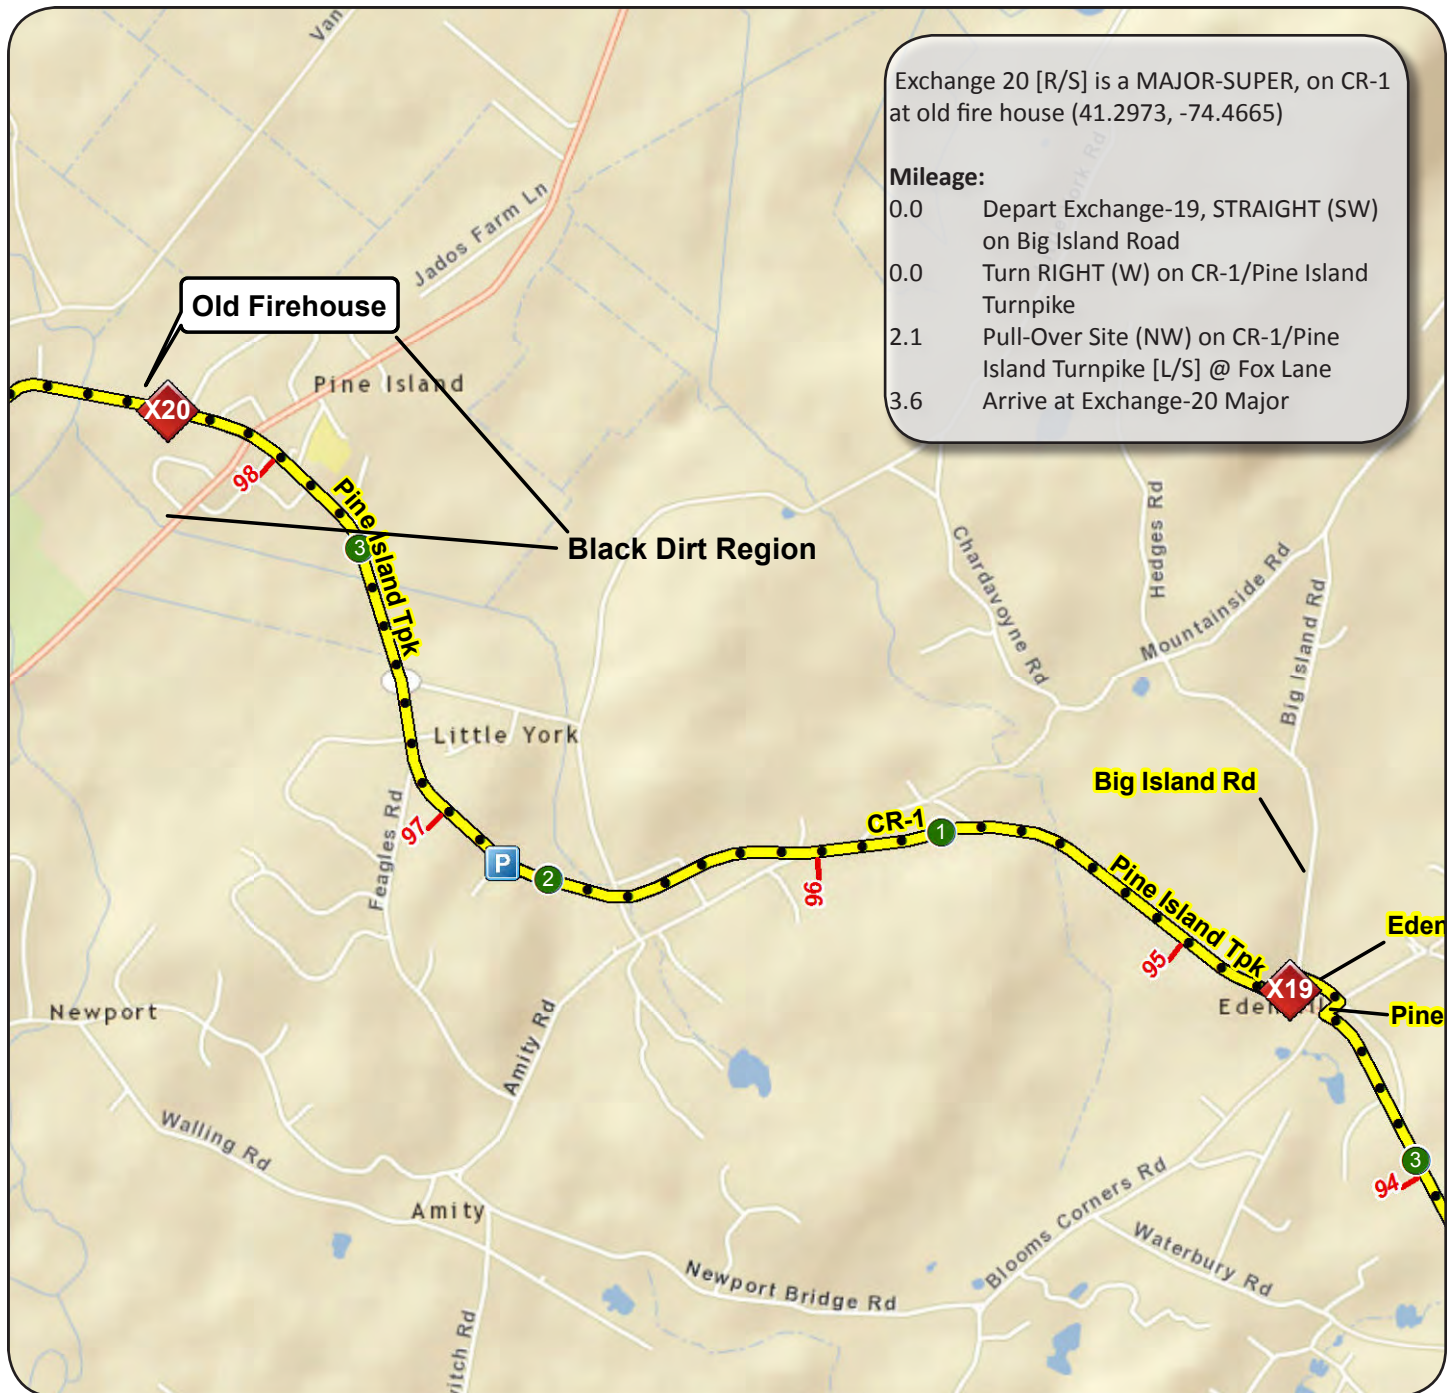 Exchange 20 [R/S] is a MAJOR-SUPER, on CR-1
at old fire house (41.2973, -74.4665)
Mileage:
0.0 Depart Exchange-19, STRAIGHT (SW)
on Big Island Road
0.0 Turn RIGHT (W) on CR-1/Pine Island
Turnpike
2.1 Pull-Over Site (NW) on CR-1/Pine
Island Turnpike [L/S] @ Fox Lane
3.6 Arrive at Exchange-20 Major
Van
Jados Farm Ln
Old Firehouse
Pine Island
X20
98
Pine Island Tpk
3
Black Dirt Region
Chardavoyne Rd
Hedges Rd
Mountainside Rd
Big Island Rd
Little York
Big Island Rd
Feagles Rd
97
P
2
CR-1
1
96
Pine Island Tpk
95
Eden
X19
Pine
Newport
Amity Rd
Walling Rd
Amity
3
94
Blooms Corners Rd
Waterbury Rd
Newport Bridge Rd
itch Rd